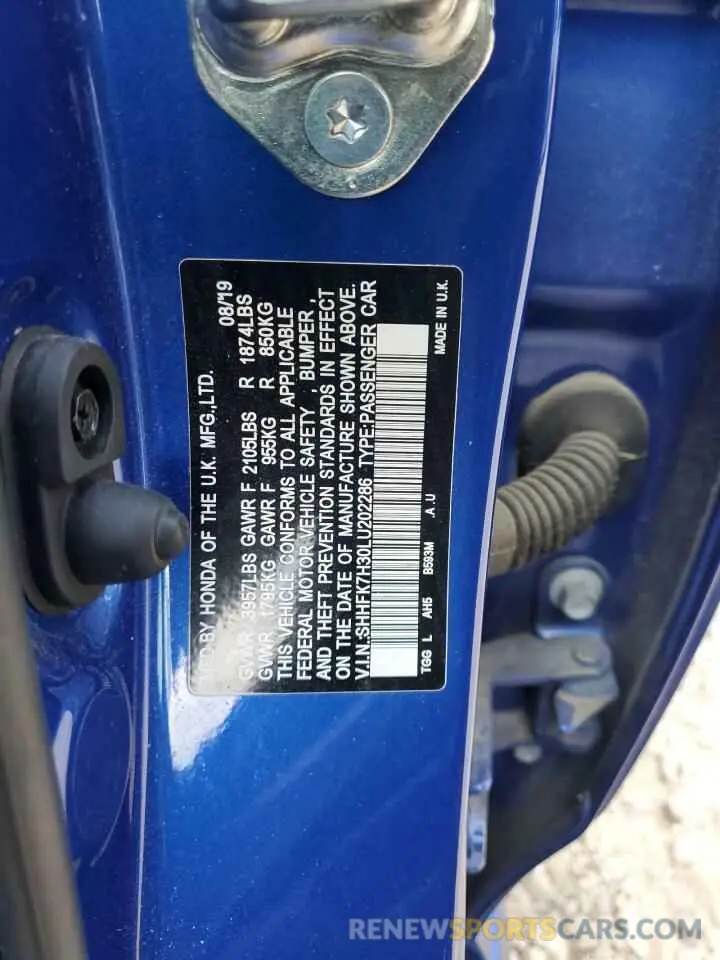 MFD BY HONDA OF THE U.K. MFG.,LTD. 08/19
GVWR 3957LBS GAWR F 2105LBS R 1874LBS
GVWR 1795KG GAWR F 955KG R 850KG
THIS VEHICLE CONFORMS TO ALL APPLICABLE
FEDERAL MOTOR VEHICLE SAFETY , BUMPER ,
AND THEFT PREVENTION STANDARDS IN EFFECT
ON THE DATE OF MANUFACTURE SHOWN ABOVE.
V.I.N.SHHFK7H30LU202286 TYPE:PASSENGER CAR
TGG L AH5 B593M .A .U MADE IN U.K.
RENEWSPORTSCARS.COM